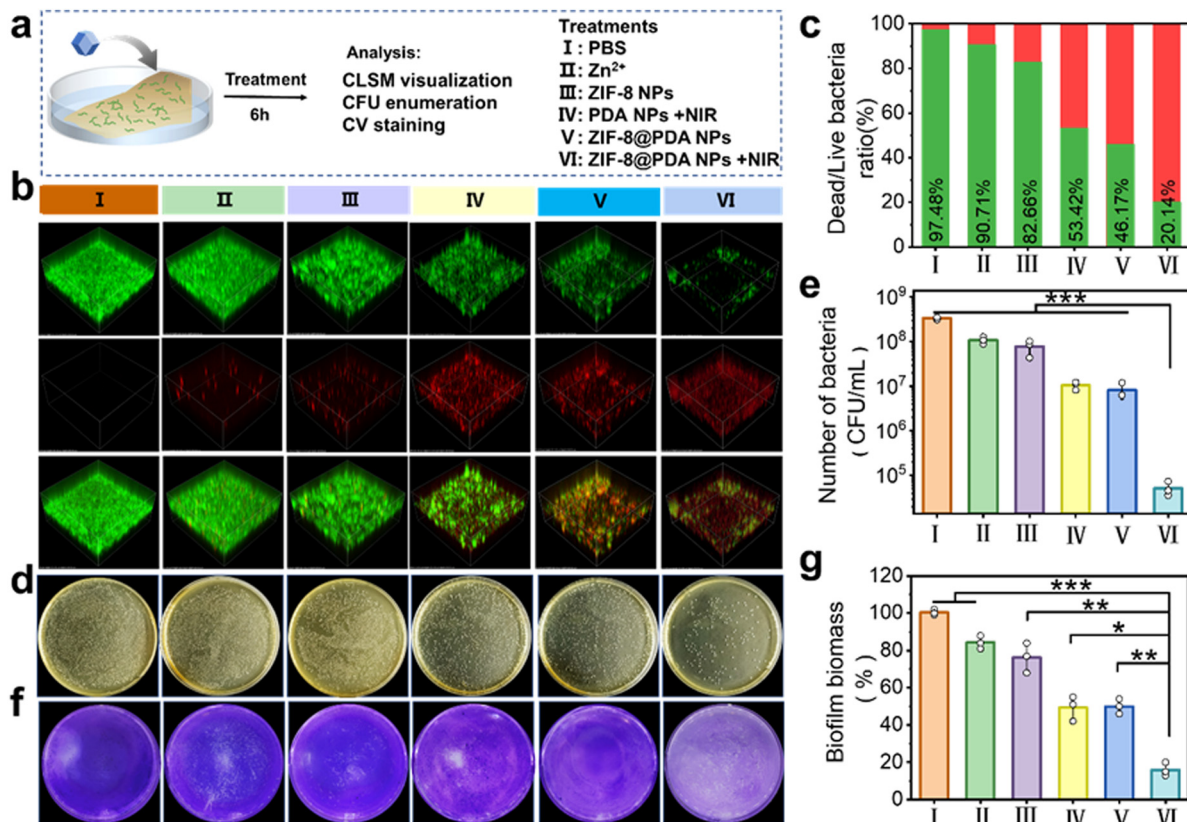 a
Treatment
6h
Analysis:
CLSM visualization
CFU enumeration
CV staining
Treatments
Ⅰ : PBS
Ⅱ : Zn²⁺
Ⅲ : ZIF-8 NPs
Ⅳ: PDA NPs +NIR
Ⅴ : ZIF-8@PDA NPs
Ⅵ: ZIF-8@PDA NPs +NIR
b
Ⅰ Ⅱ Ⅲ Ⅳ Ⅴ Ⅵ
c
Dead/Live bacteria
ratio(%)
100
80
60
40
20
0
97.48% 90.71% 82.66% 53.42% 46.17% 20.14%
Ⅰ Ⅱ Ⅲ Ⅳ Ⅴ Ⅵ
d
e
Number of bacteria
( CFU/mL )
10⁹
10⁸
10⁷
10⁶
10⁵
***
Ⅰ Ⅱ Ⅲ Ⅳ Ⅴ Ⅵ
f
g
Biofilm biomass
( % )
120
100
80
60
40
20
0
***
**
*
**
Ⅰ Ⅱ Ⅲ Ⅳ Ⅴ Ⅵ